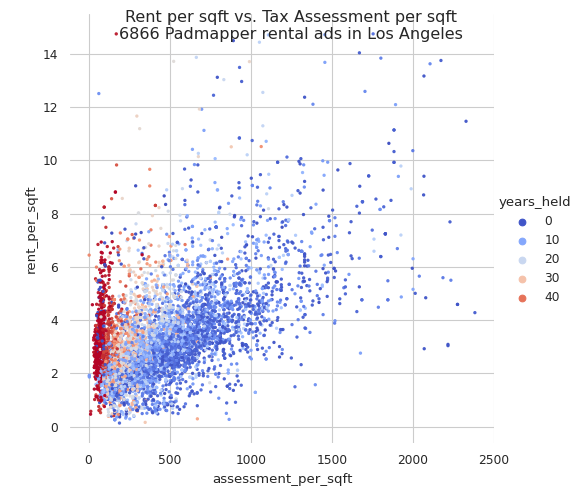 Rent per sqft vs. Tax Assessment per sqft
6866 Padmapper rental ads in Los Angeles
14
12
10
8
6
4
2
0
rent_per_sqft
0 500 1000 1500 2000 2500
assessment_per_sqft
years_held
0
10
20
30
40